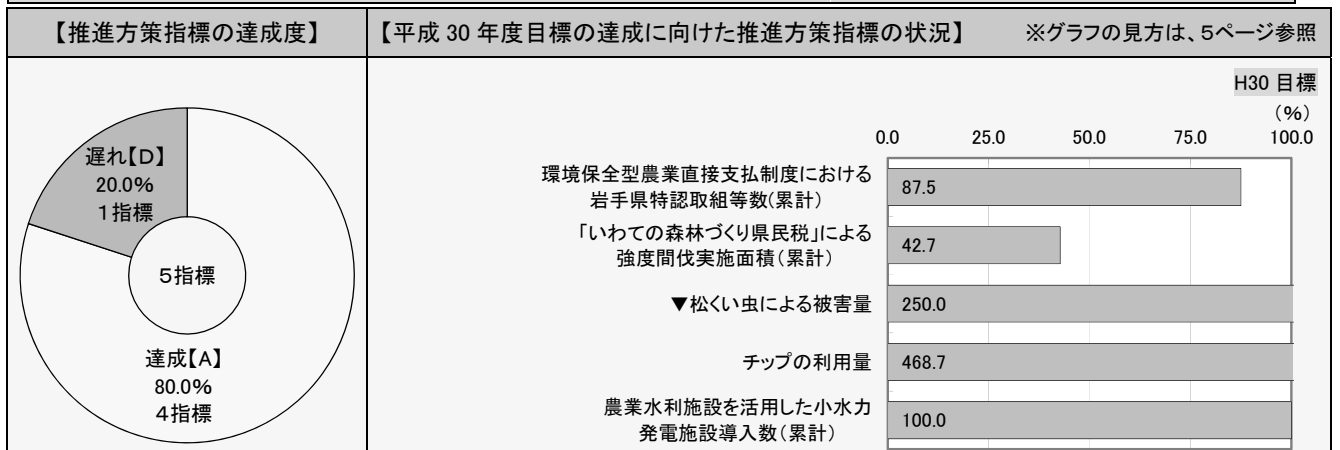 【推進方策指標の達成度】
【平成 30 年度目標の達成に向けた推進方策指標の状況】 ※グラフの見方は、5ページ参照
遅れ【D】
20.0%
1指標
5指標
達成【A】
80.0%
4指標
H30 目標
(%)
0.0 25.0 50.0 75.0 100.0
環境保全型農業直接支払制度における
岩手県特認取組等数(累計)
87.5
「いわての森林づくり県民税」による
強度間伐実施面積(累計)
42.7
▼松くい虫による被害量
250.0
チップの利用量
468.7
農業水利施設を活用した小水力
発電施設導入数(累計)
100.0